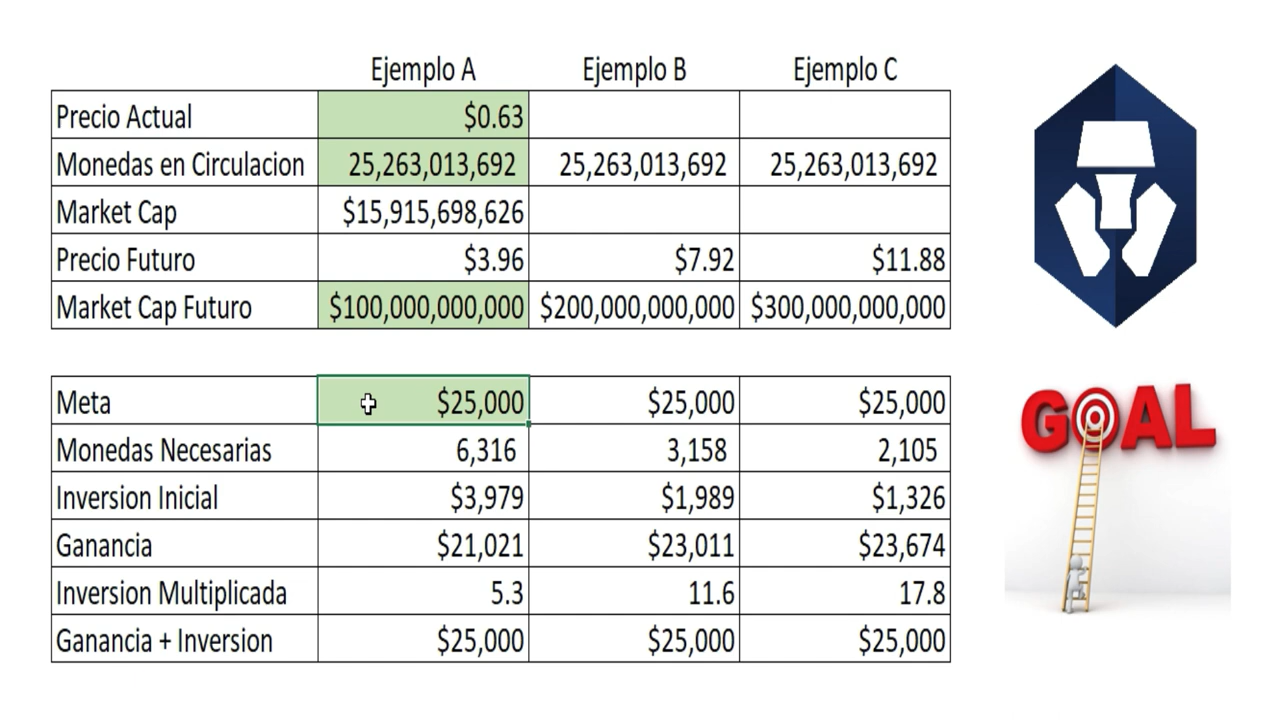 Ejemplo A Ejemplo B Ejemplo C
Precio Actual $0.63
Monedas en Circulacion 25,263,013,692 25,263,013,692 25,263,013,692
Market Cap $15,915,698,626
Precio Futuro $3.96 $7.92 $11.88
Market Cap Futuro $100,000,000,000 $200,000,000,000 $300,000,000,000
Meta $25,000 $25,000 $25,000
GOAL
Monedas Necesarias 6,316 3,158 2,105
Inversion Inicial $3,979 $1,989 $1,326
Ganancia $21,021 $23,011 $23,674
Inversion Multiplicada 5.3 11.6 17.8
Ganancia + Inversion $25,000 $25,000 $25,000